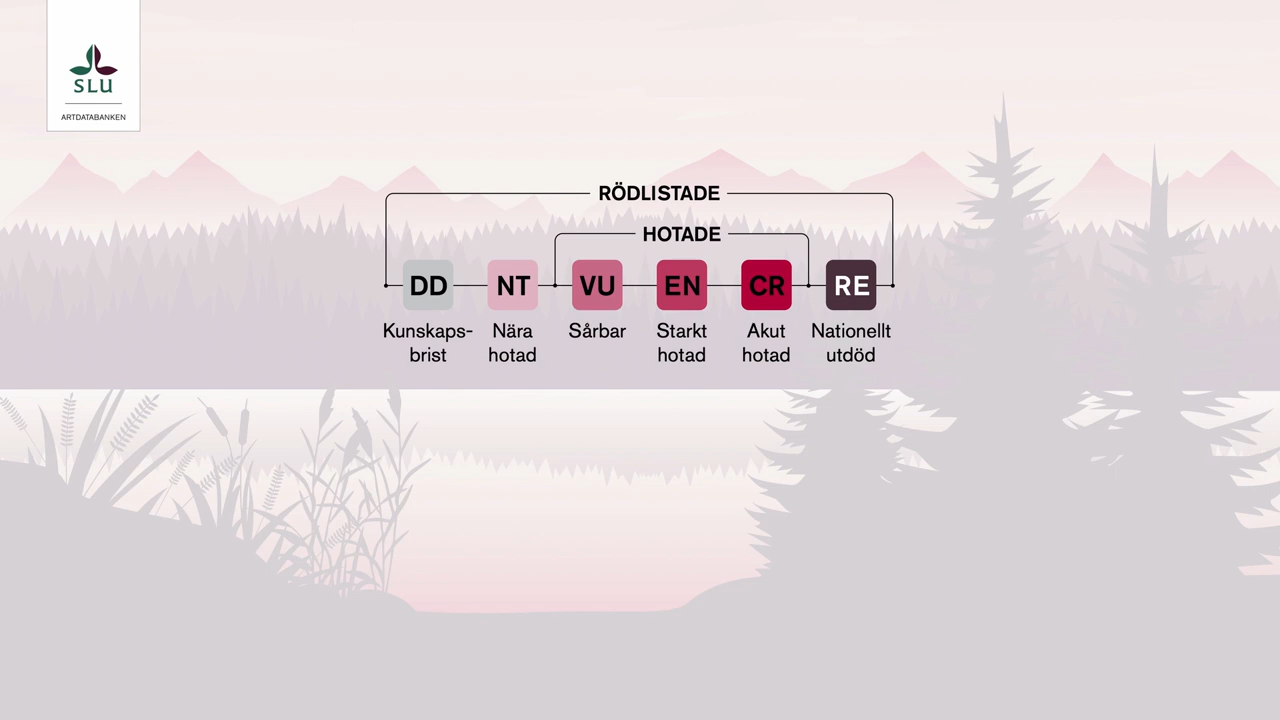 SLU
ARTDATABANKEN
RÖDLISTADE
HOTADE
DD NT VU EN CR RE
Kunskaps- Nära Sårbar Starkt Akut Nationellt
brist hotad hotad hotad utdöd